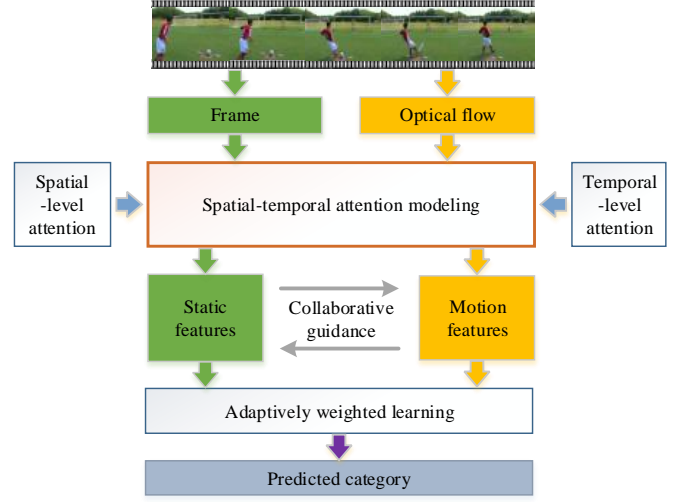 Frame
Optical flow
Spatial
-level
attention
Spatial-temporal attention modeling
Temporal
-level
attention
Static
features
Collaborative
guidance
Motion
features
Adaptively weighted learning
Predicted category